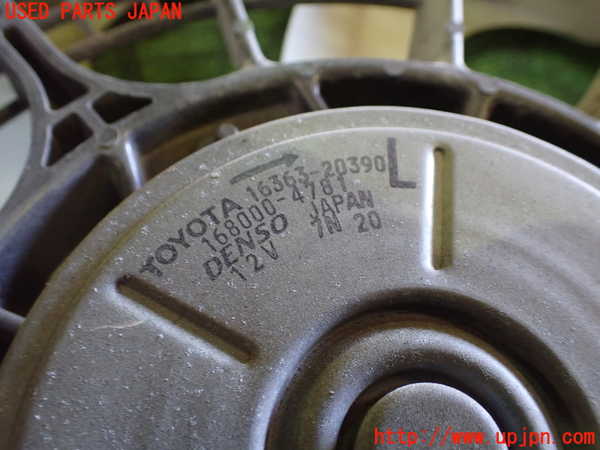 USED PARTS JAPAN
TOYOTA 16363-20390 L
168000-4781
DENSO JAPAN
12V 7N 20
http://www.upjpn.com/